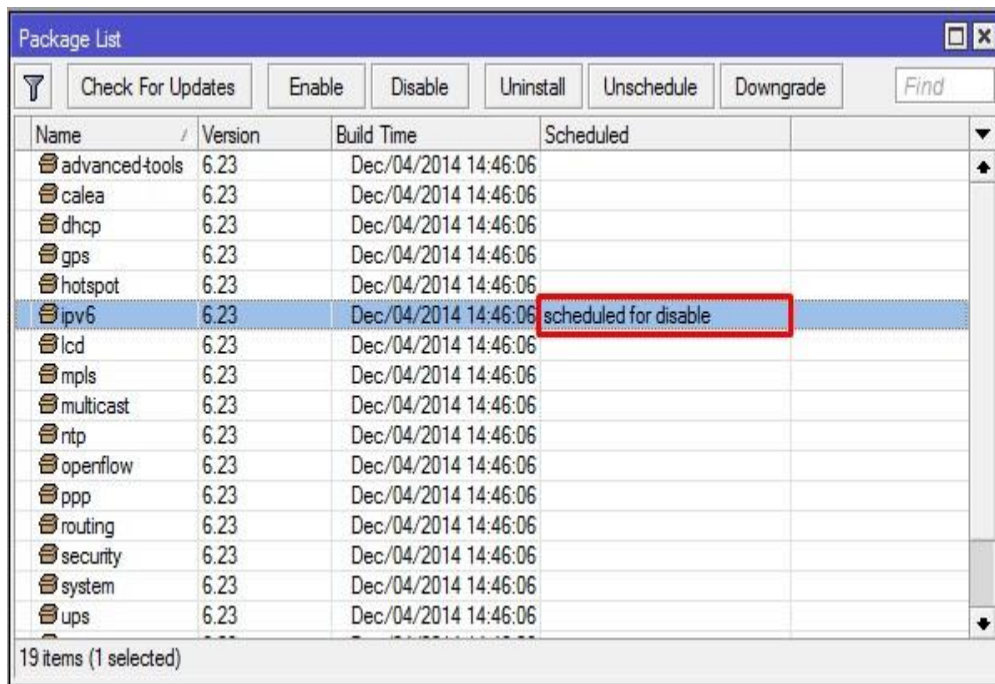 Package List
Check For Updates Enable Disable Uninstall Unschedule Downgrade Find
Name / Version Build Time Scheduled
advanced-tools 6.23 Dec/04/2014 14:46:06
calea 6.23 Dec/04/2014 14:46:06
dhcp 6.23 Dec/04/2014 14:46:06
gps 6.23 Dec/04/2014 14:46:06
hotspot 6.23 Dec/04/2014 14:46:06
ipv6 6.23 Dec/04/2014 14:46:06 scheduled for disable
lcd 6.23 Dec/04/2014 14:46:06
mpls 6.23 Dec/04/2014 14:46:06
multicast 6.23 Dec/04/2014 14:46:06
ntp 6.23 Dec/04/2014 14:46:06
openflow 6.23 Dec/04/2014 14:46:06
ppp 6.23 Dec/04/2014 14:46:06
routing 6.23 Dec/04/2014 14:46:06
security 6.23 Dec/04/2014 14:46:06
system 6.23 Dec/04/2014 14:46:06
ups 6.23 Dec/04/2014 14:46:06
19 items (1 selected)